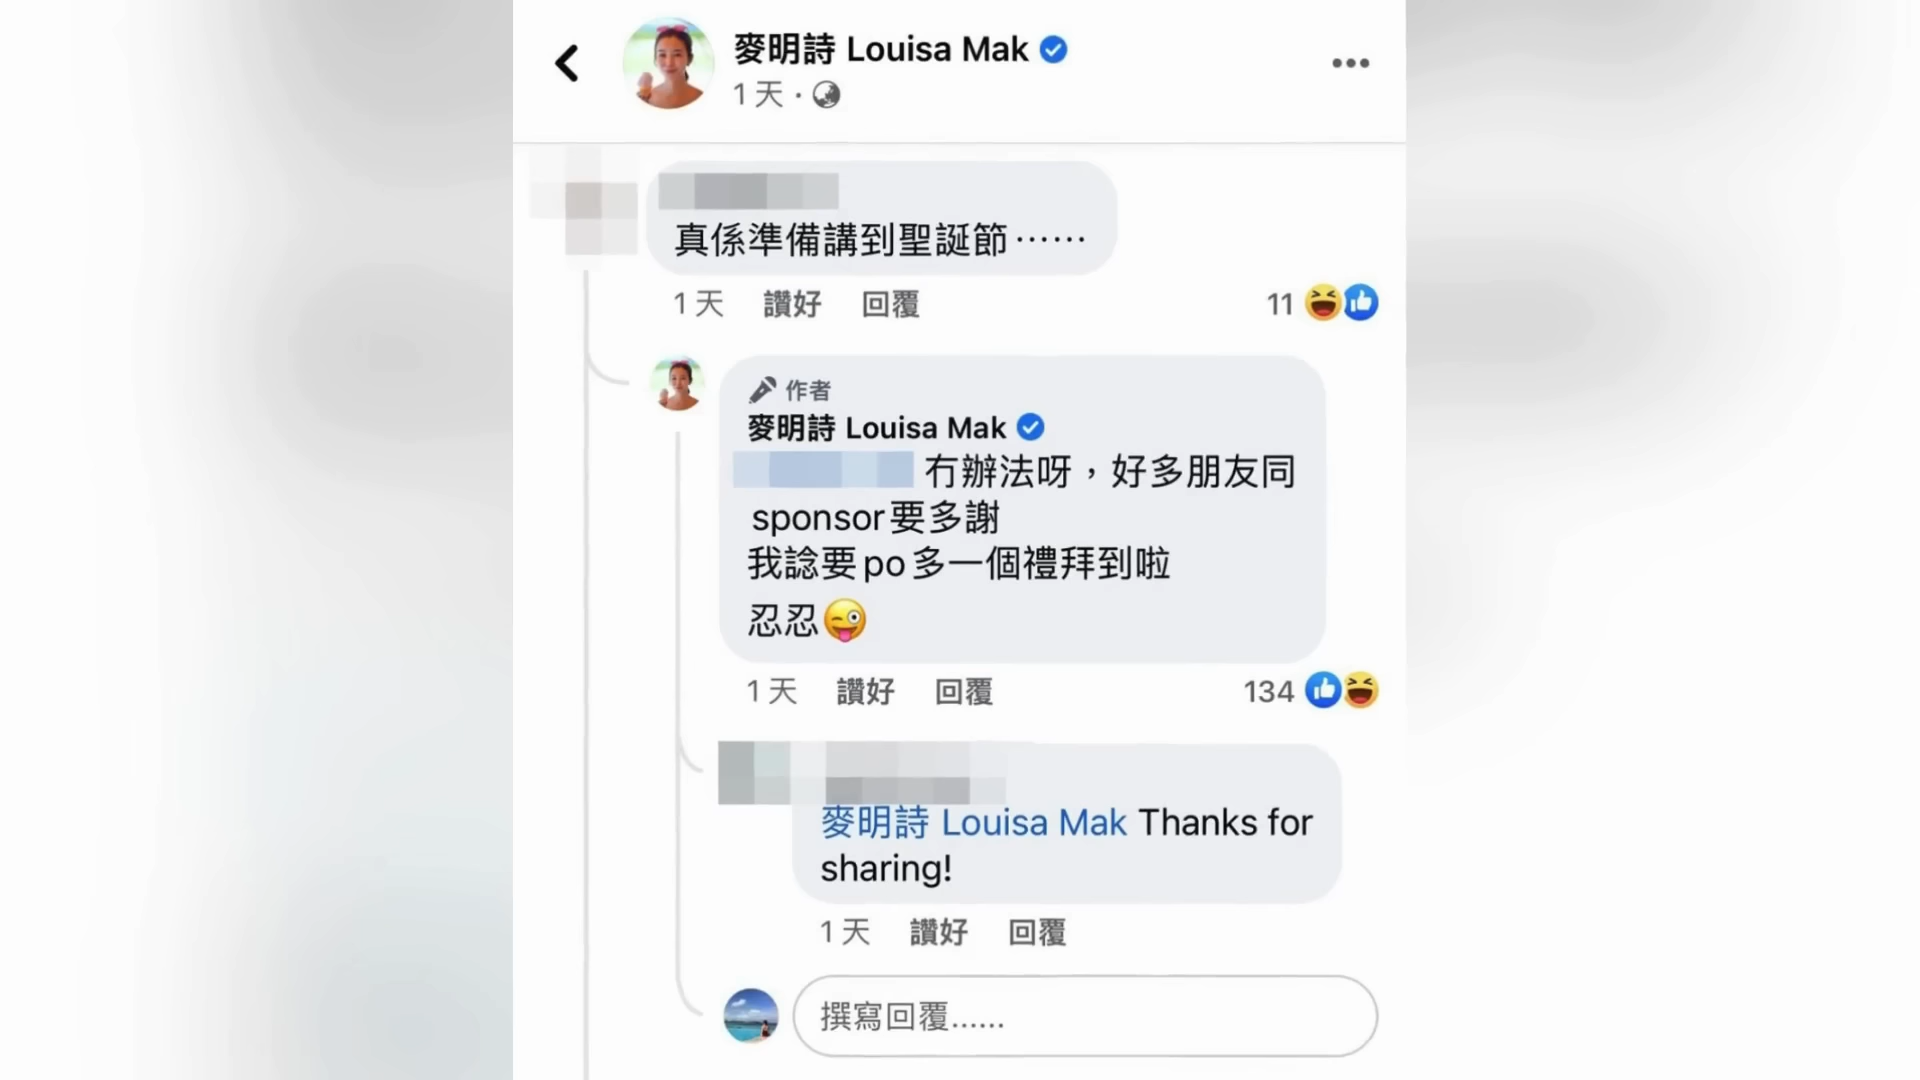 麥明詩 Louisa Mak
1 天 ·
真係準備講到聖誕節⋯⋯
1 天 讚好 回覆 11
作者
麥明詩 Louisa Mak
冇辦法呀，好多朋友同
sponsor要多謝
我諗要po多一個禮拜到啦
忍忍😜
1 天 讚好 回覆 134
麥明詩 Louisa Mak Thanks for
sharing!
1 天 讚好 回覆
撰寫回覆......